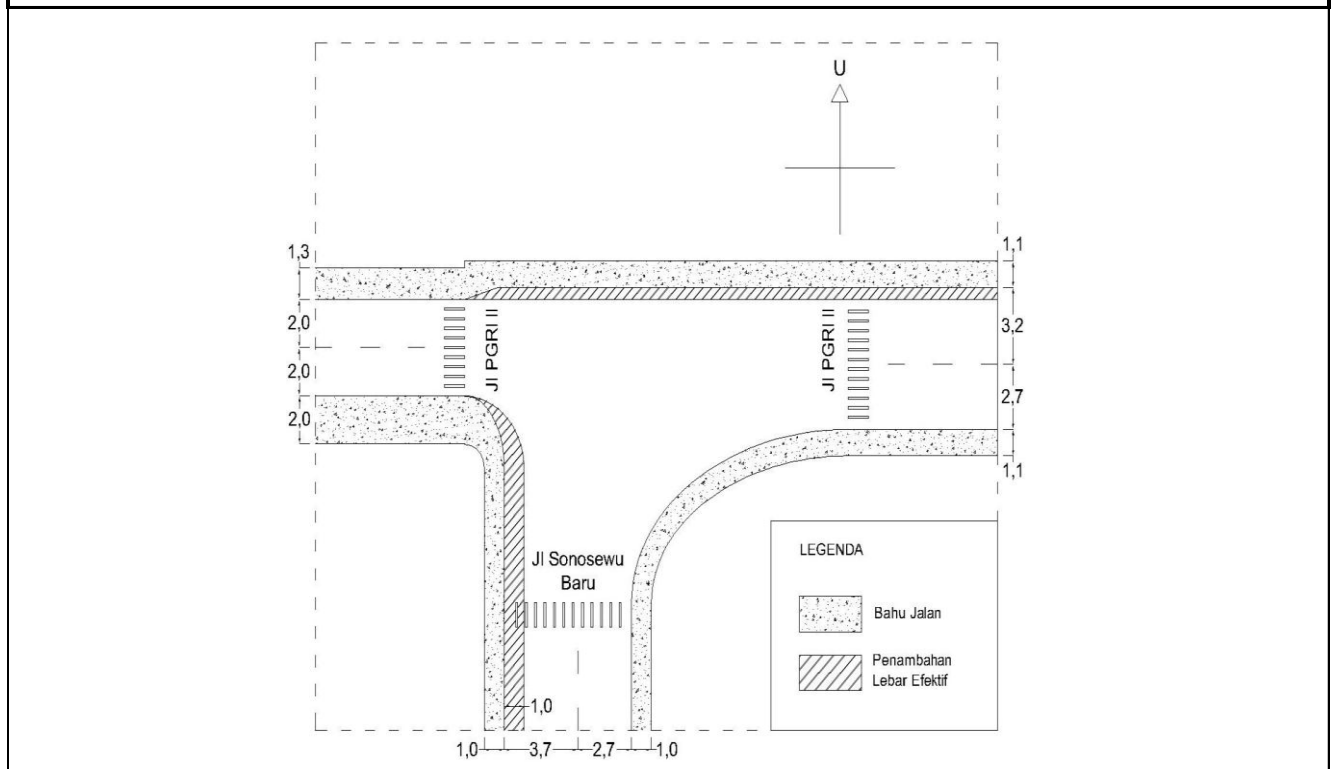 U
1,3
2,0
2,0
2,0
Jl PGRI II
Jl PGRI II
1,1
3,2
2,7
1,1
Jl Sonosewu
Baru
1,0
1,0
3,7
2,7
1,0
LEGENDA
Bahu Jalan
Penambahan
Lebar Efektif